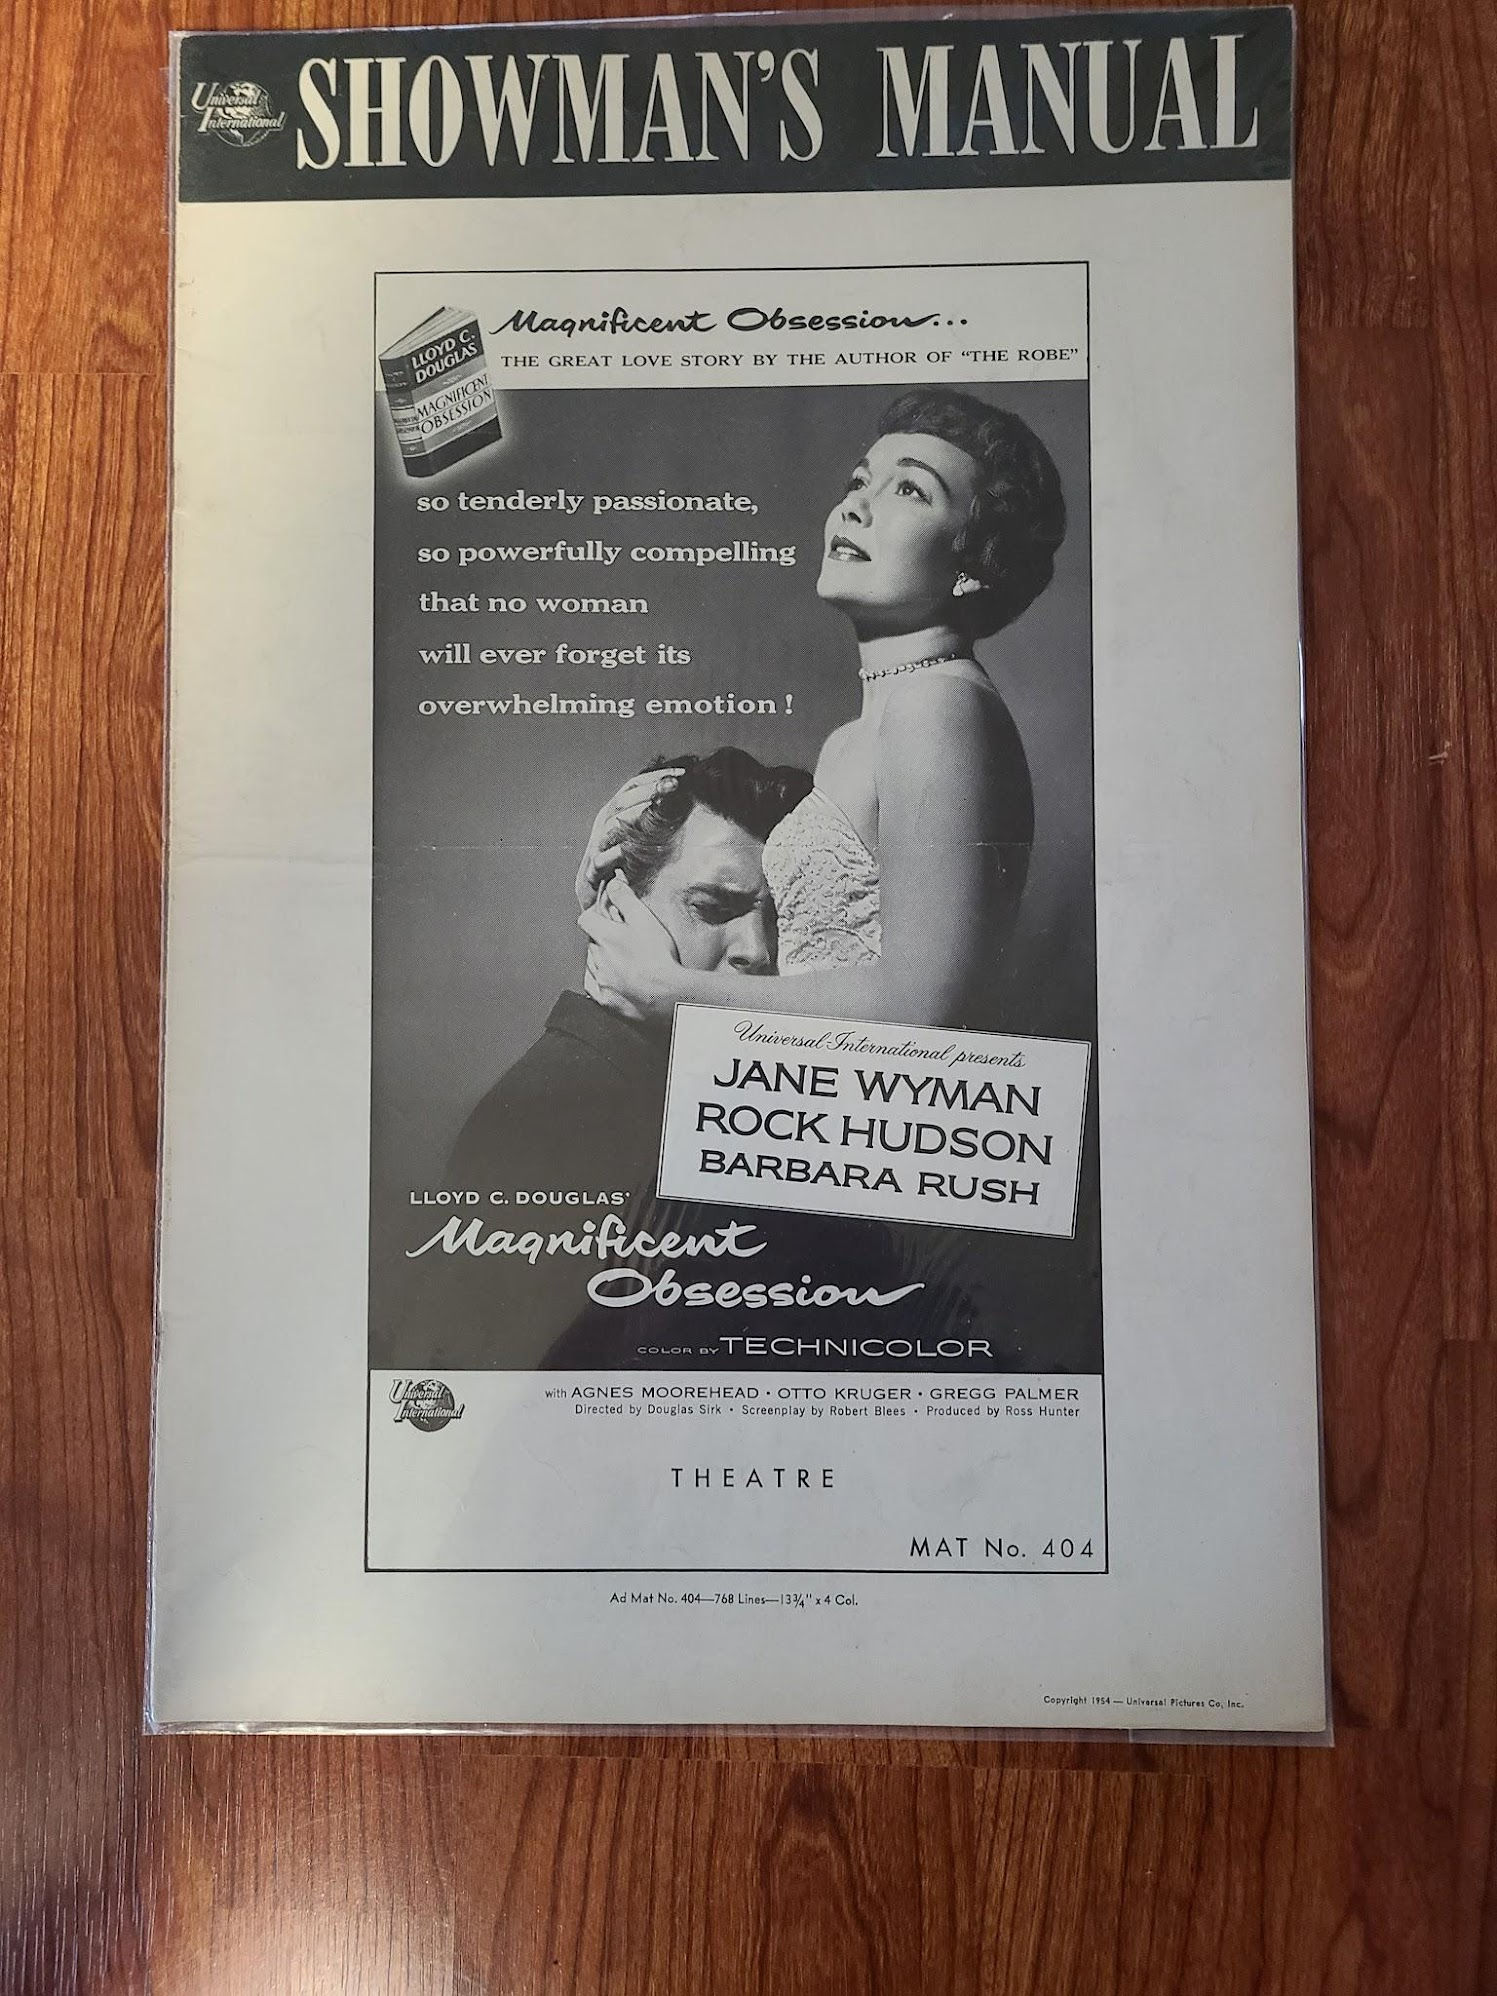 Universal
International
SHOWMAN'S MANUAL
Magnificent Obsession...
THE GREAT LOVE STORY BY THE AUTHOR OF "THE ROBE"
LLOYD C.
DOUGLAS
MAGNIFICENT
OBSESSION
so tenderly passionate,
so powerfully compelling
that no woman
will ever forget its
overwhelming emotion!
Universal-International presents
JANE WYMAN
ROCK HUDSON
BARBARA RUSH
LLOYD C. DOUGLAS'
Magnificent
Obsession
COLOR BY TECHNICOLOR
Universal
International
with AGNES MOOREHEAD • OTTO KRUGER • GREGG PALMER
Directed by Douglas Sirk • Screenplay by Robert Blees • Produced by Ross Hunter
THEATRE
MAT No. 404
Ad Mat No. 404—768 Lines—13¾" x 4 Col.
Copyright 1954 — Universal Pictures Co, Inc.